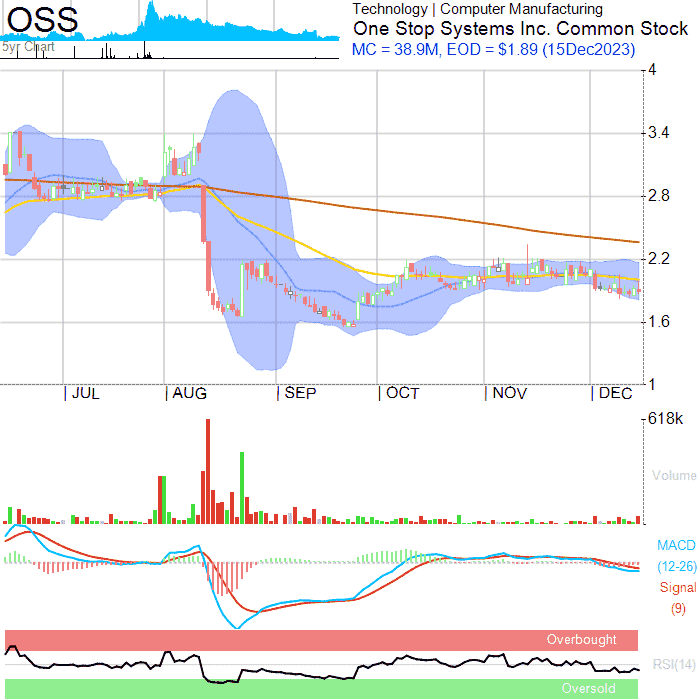 OSS
Technology | Computer Manufacturing
One Stop Systems Inc. Common Stock
MC = 38.9M, EOD = $1.89 (15Dec2023)
5yr Chart
4
3.4
2.8
2.2
1.6
1
JUL AUG SEP OCT NOV DEC
618k
Volume
MACD
(12-26)
Signal
(9)
Overbought
RSI(14)
Oversold